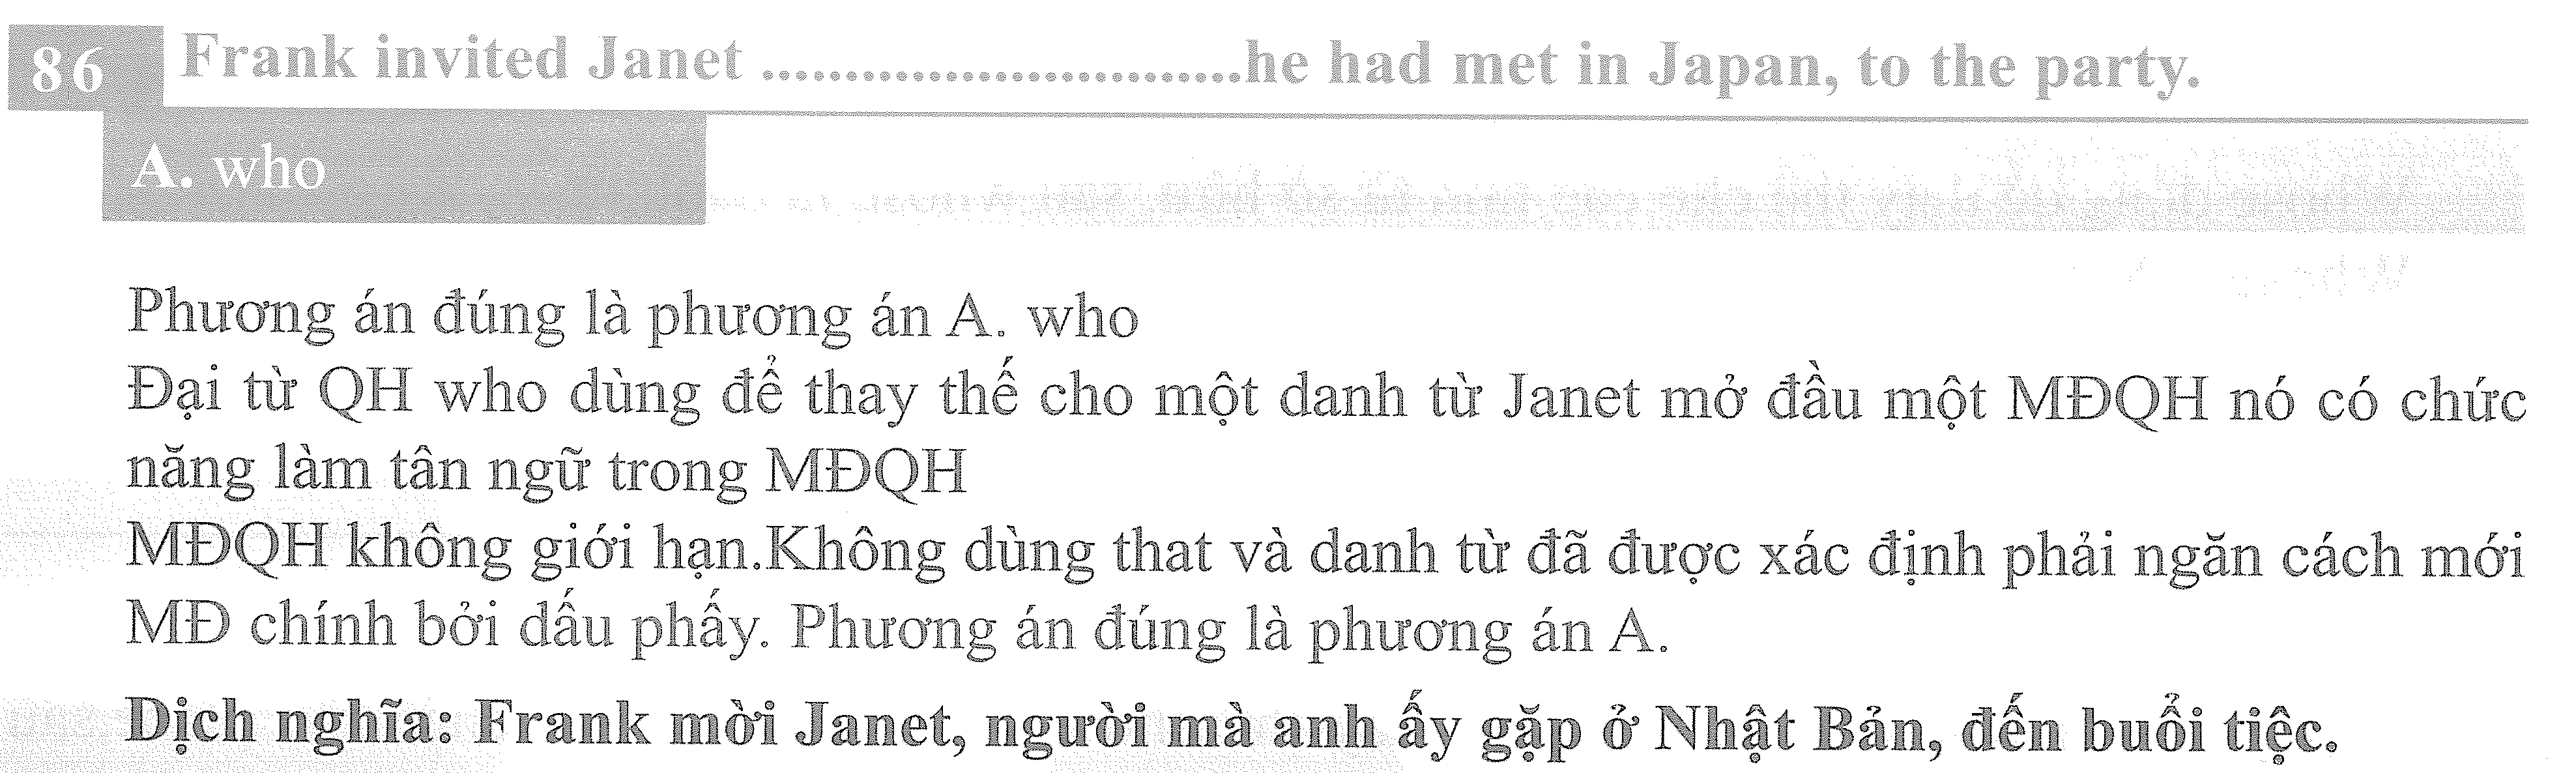 86 Frank invited Janet ............................he had met in Japan, to the party.
A. who
Phương án đúng là phương án A. who
Đại từ QH who dùng để thay thế cho một danh từ Janet mở đầu một MĐQH nó có chức
năng làm tân ngữ trong MĐQH
MĐQH không giới hạn.Không dùng that và danh từ đã được xác định phải ngăn cách mới
MĐ chính bởi dấu phẩy. Phương án đúng là phương án A.
Dịch nghĩa: Frank mời Janet, người mà anh ấy gặp ở Nhật Bản, đến buổi tiệc.